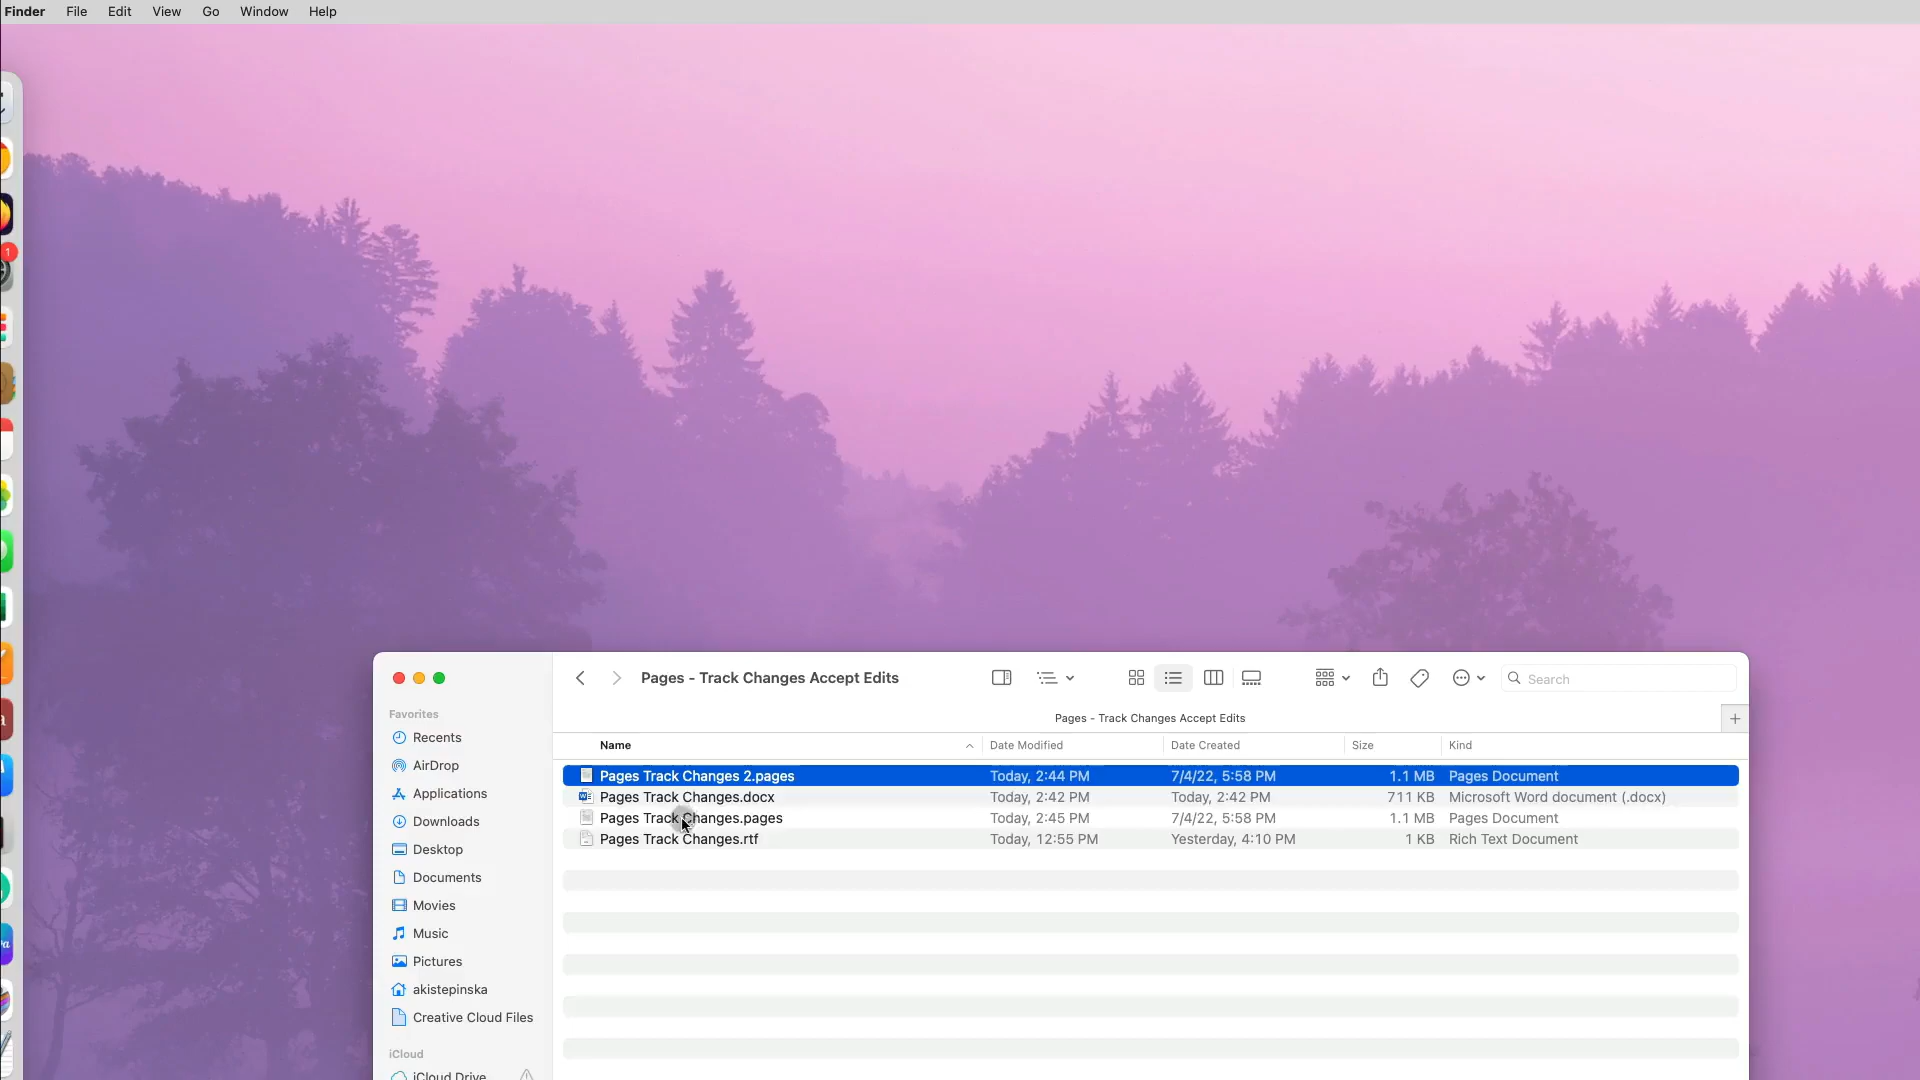 Finder File Edit View Go Window Help
1
Pages - Track Changes Accept Edits
Search
Pages - Track Changes Accept Edits
Favorites
Recents
AirDrop
Applications
Downloads
Desktop
Documents
Movies
Music
Pictures
akistepinska
Creative Cloud Files
iCloud
iCloud Drive
Name Date Modified Date Created Size Kind
Pages Track Changes 2.pages Today, 2:44 PM 7/4/22, 5:58 PM 1.1 MB Pages Document
Pages Track Changes.docx Today, 2:42 PM Today, 2:42 PM 711 KB Microsoft Word document (.docx)
Pages Track Changes.pages Today, 2:45 PM 7/4/22, 5:58 PM 1.1 MB Pages Document
Pages Track Changes.rtf Today, 12:55 PM Yesterday, 4:10 PM 1 KB Rich Text Document